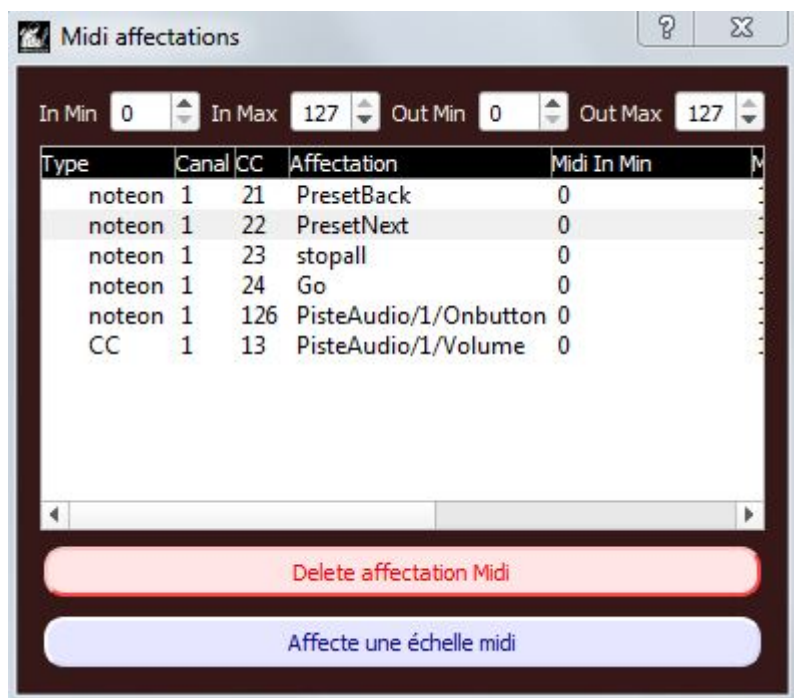 Midi affectations
In Min 0 In Max 127 Out Min 0 Out Max 127
Type Canal CC Affectation Midi In Min
noteon 1 21 PresetBack 0
noteon 1 22 PresetNext 0
noteon 1 23 stopall 0
noteon 1 24 Go 0
noteon 1 126 PisteAudio/1/Onbutton 0
CC 1 13 PisteAudio/1/Volume 0
Delete affectation Midi
Affecte une échelle midi